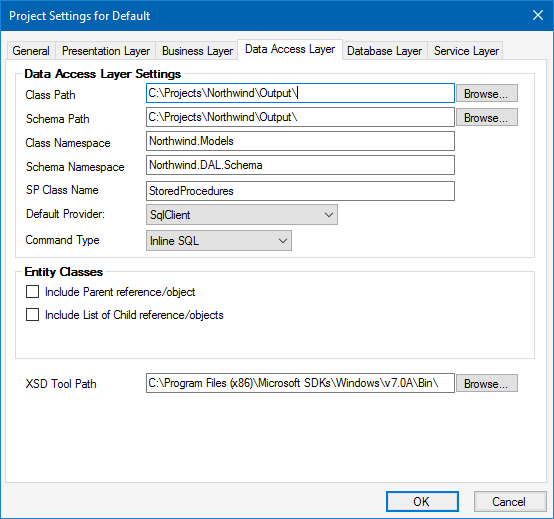 Project Settings for Default
General Presentation Layer Business Layer Data Access Layer Database Layer Service Layer
Data Access Layer Settings
Class Path C:\Projects\Northwind\Output\ Browse...
Schema Path C:\Projects\Northwind\Output\ Browse...
Class Namespace Northwind.Models
Schema Namespace Northwind.DAL.Schema
SP Class Name StoredProcedures
Default Provider: SqlClient
Command Type Inline SQL
Entity Classes
Include Parent reference/object
Include List of Child reference/objects
XSD Tool Path C:\Program Files (x86)\Microsoft SDKs\Windows\v7.0A\Bin\ Browse...
OK Cancel